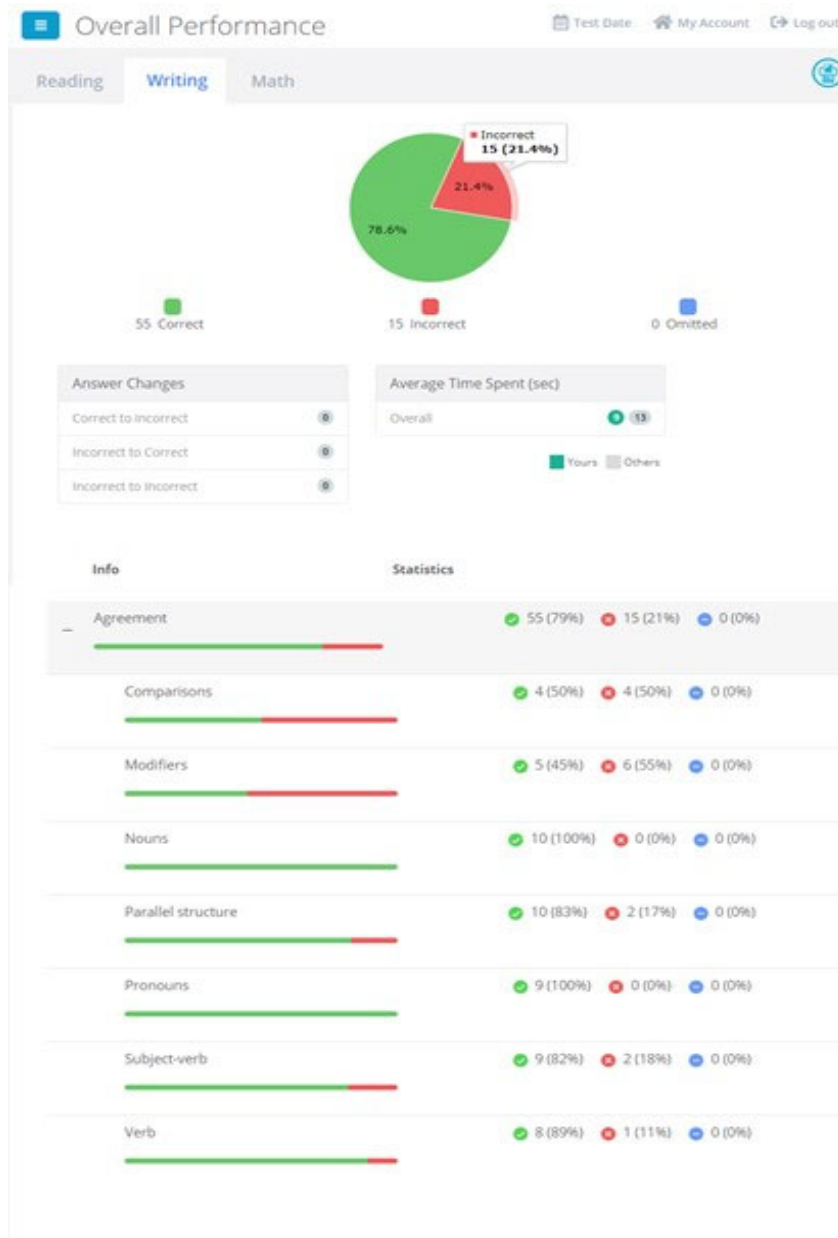 Overall Performance
Test Date My Account Log out
Reading Writing Math
Incorrect
15 (21.4%)
21.4%
78.6%
55 Correct 15 Incorrect 0 Omitted
Answer Changes Average Time Spent (sec)
Correct to Incorrect 0 Overall 9 13
Incorrect to Correct 0 Yours Others
Incorrect to Incorrect 0
Info Statistics
Agreement 55 (79%) 15 (21%) 0 (0%)
Comparisons 4 (50%) 4 (50%) 0 (0%)
Modifiers 5 (45%) 6 (55%) 0 (0%)
Nouns 10 (100%) 0 (0%) 0 (0%)
Parallel structure 10 (83%) 2 (17%) 0 (0%)
Pronouns 9 (100%) 0 (0%) 0 (0%)
Subject-verb 9 (82%) 2 (18%) 0 (0%)
Verb 8 (89%) 1 (11%) 0 (0%)